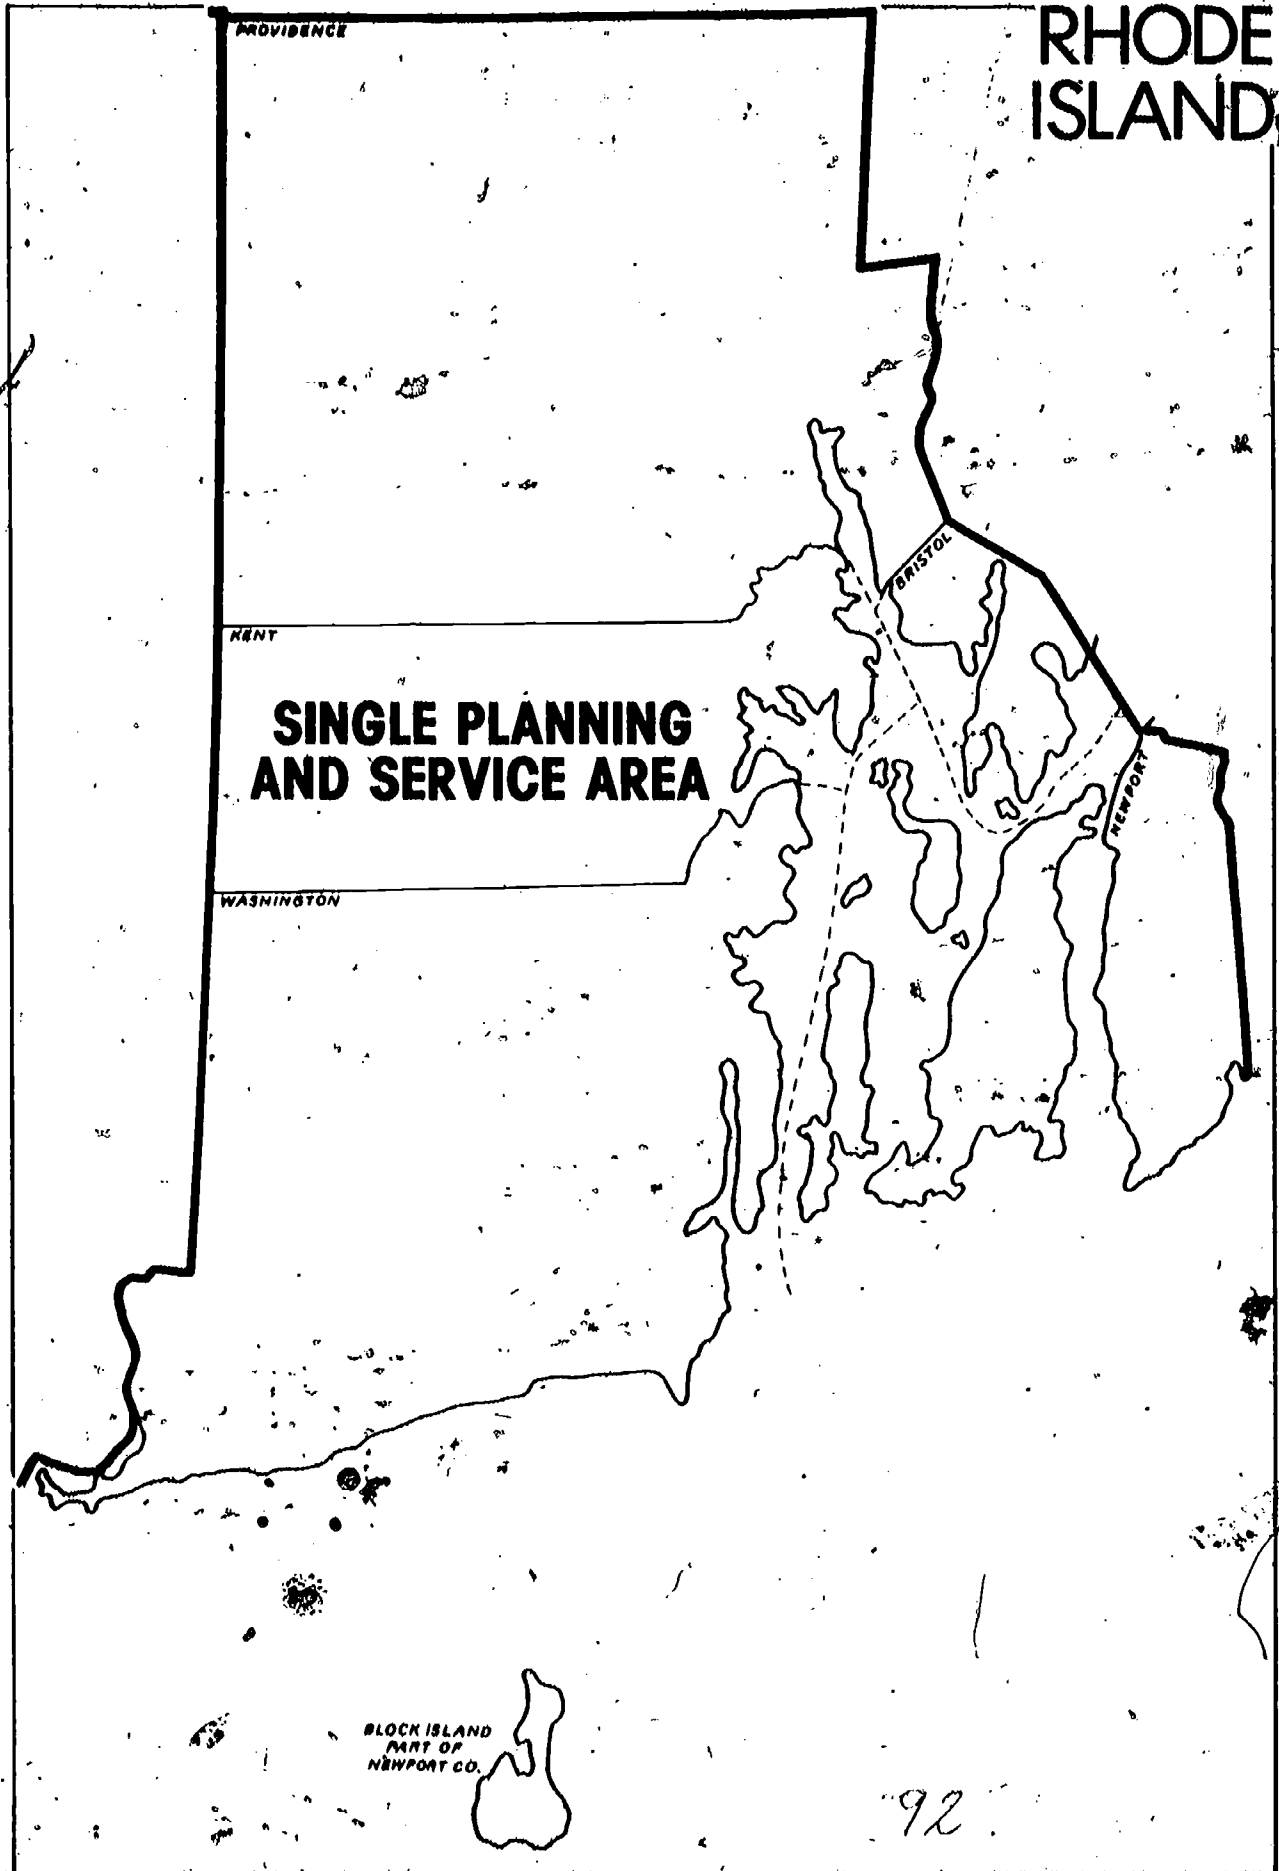 RHODE
ISLAND
PROVIDENCE
BRISTOL
KENT
SINGLE PLANNING
AND SERVICE AREA
NEWPORT
WASHINGTON
BLOCK ISLAND
PART OF
NEWPORT CO.
92